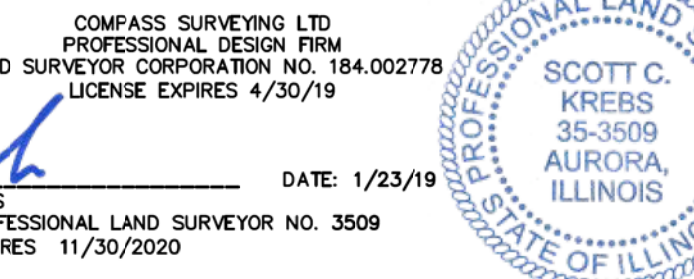 COMPASS SURVEYING LTD
PROFESSIONAL DESIGN FIRM
D SURVEYOR CORPORATION NO. 184.002778
LICENSE EXPIRES 4/30/19
DATE: 1/23/19
S
FESSIONAL LAND SURVEYOR NO. 3509
RES 11/30/2020
PROFESSIONAL LAND S
SCOTT C.
KREBS
35-3509
AURORA,
ILLINOIS
STATE OF ILLINO